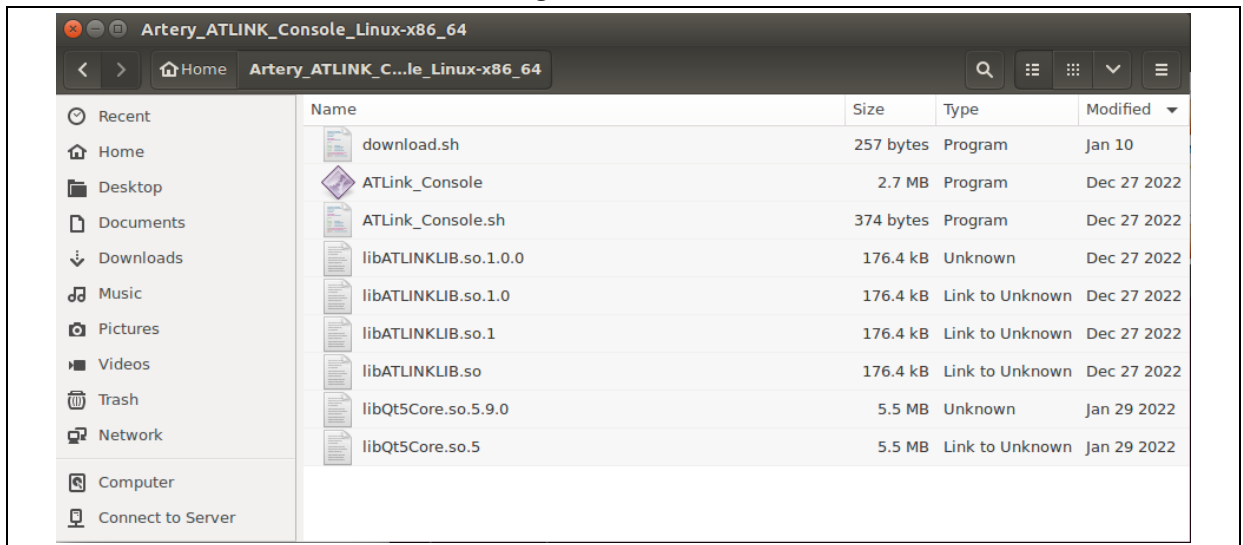 Artery_ATLINK_Console_Linux-x86_64
Home Artery_ATLINK_C...le_Linux-x86_64
Recent
Home
Desktop
Documents
Downloads
Music
Pictures
Videos
Trash
Network
Computer
Connect to Server
Name Size Type Modified
download.sh 257 bytes Program Jan 10
ATLink_Console 2.7 MB Program Dec 27 2022
ATLink_Console.sh 374 bytes Program Dec 27 2022
libATLINKLIB.so.1.0.0 176.4 kB Unknown Dec 27 2022
libATLINKLIB.so.1.0 176.4 kB Link to Unknown Dec 27 2022
libATLINKLIB.so.1 176.4 kB Link to Unknown Dec 27 2022
libATLINKLIB.so 176.4 kB Link to Unknown Dec 27 2022
libQt5Core.so.5.9.0 5.5 MB Unknown Jan 29 2022
libQt5Core.so.5 5.5 MB Link to Unknown Jan 29 2022